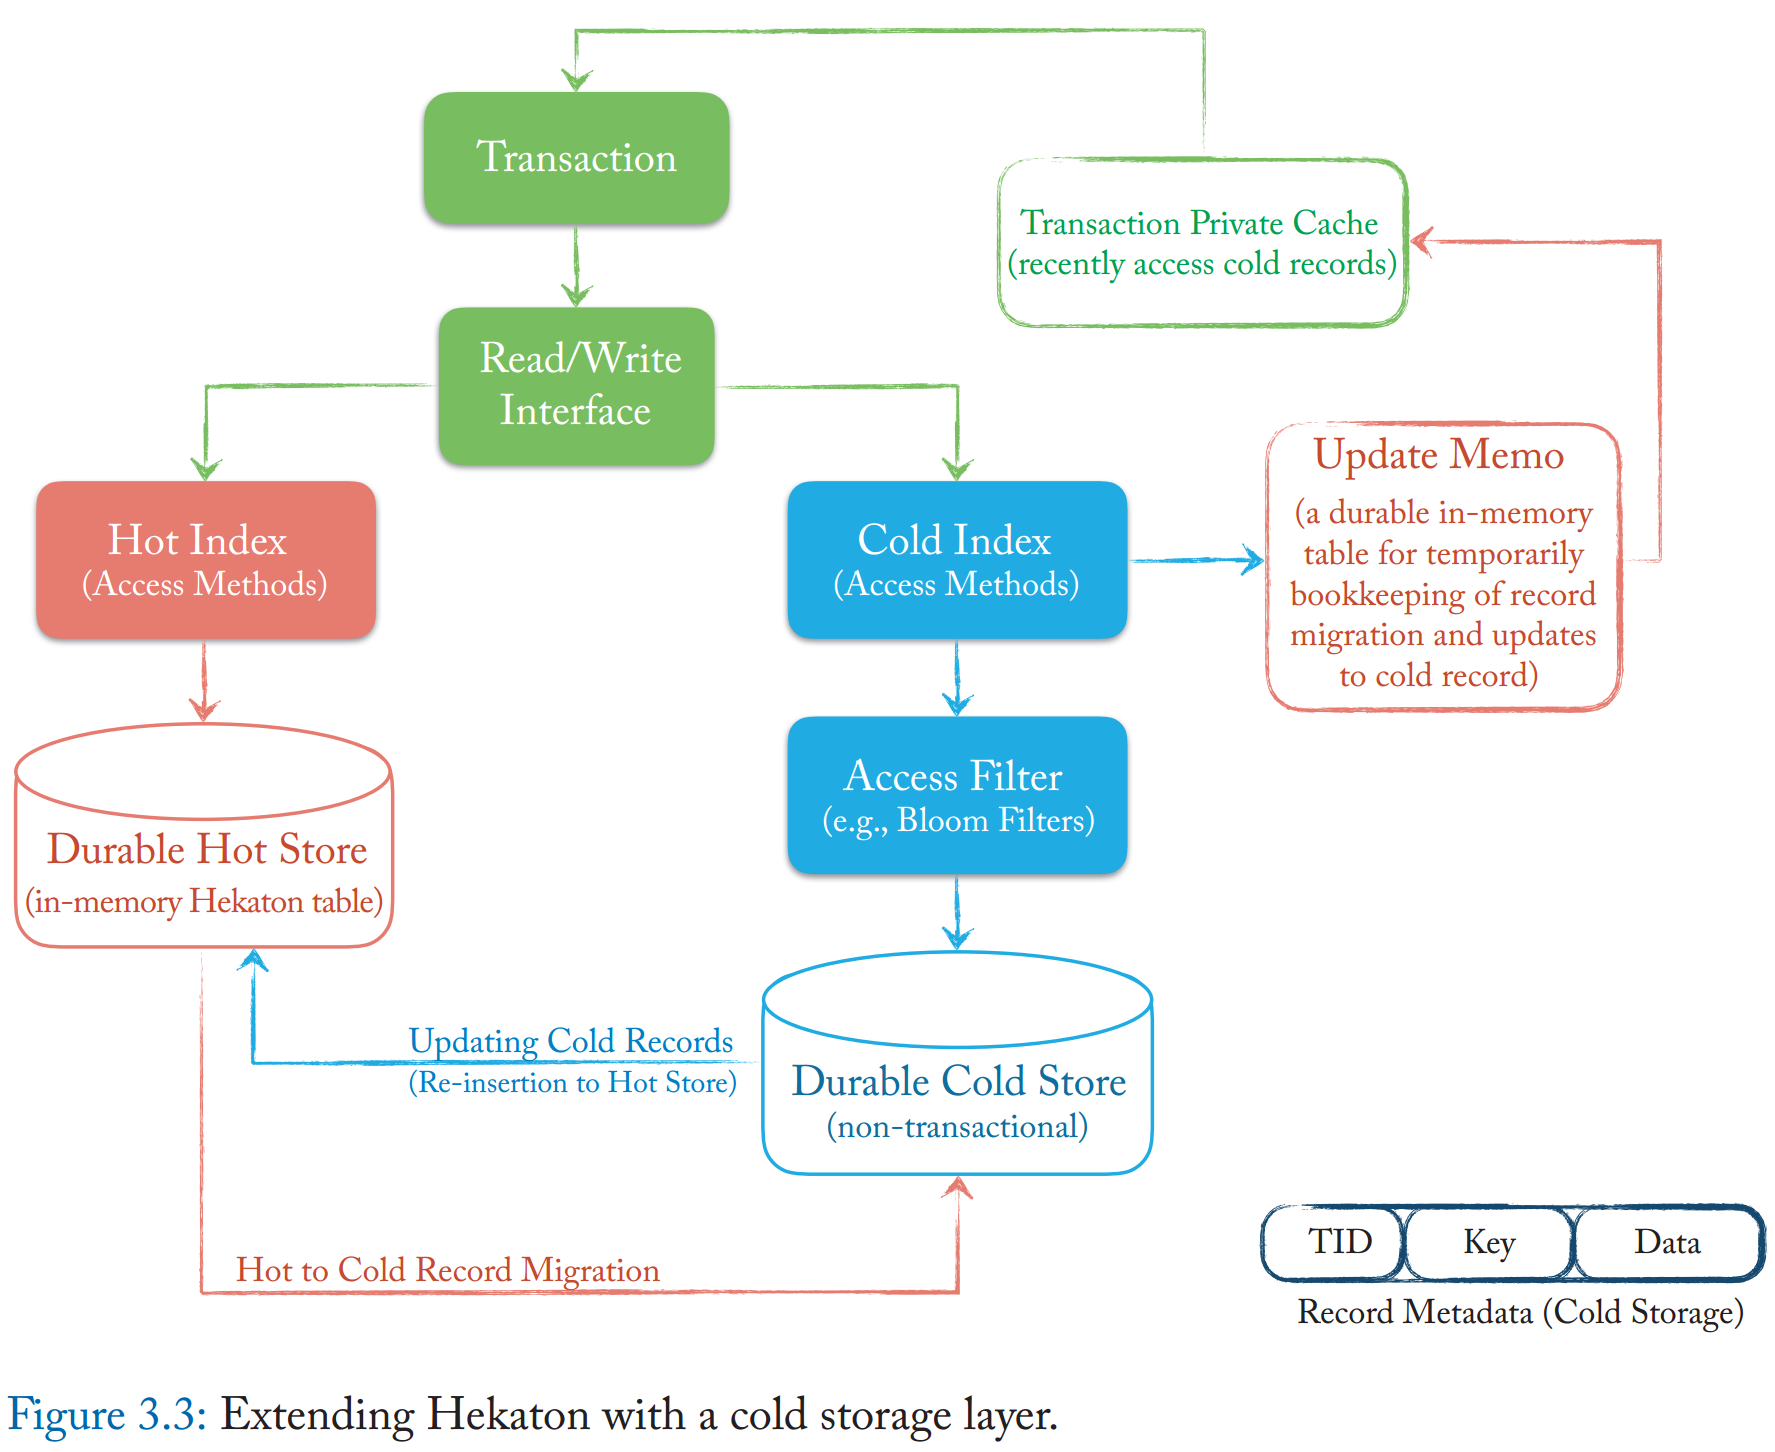 Transaction
Transaction Private Cache
(recently access cold records)
Read/Write
Interface
Update Memo
(a durable in-memory
table for temporarily
bookkeeping of record
migration and updates
to cold record)
Hot Index
(Access Methods)
Cold Index
(Access Methods)
Access Filter
(e.g., Bloom Filters)
Durable Hot Store
(in-memory Hekaton table)
Updating Cold Records
(Re-insertion to Hot Store)
Durable Cold Store
(non-transactional)
Hot to Cold Record Migration
TID Key Data
Record Metadata (Cold Storage)
Figure 3.3: Extending Hekaton with a cold storage layer.